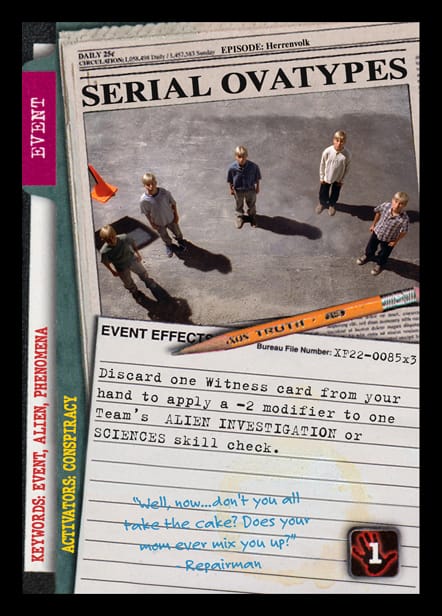 DAILY 25¢
CIRCULATION: 1,058,494 Daily / 1,457,583 Sunday
EPISODE: Herrenvolk
SERIAL OVATYPES
EVENT
EVENT EFFECTS
TRUTH
Bureau File Number: XF22-0085x3
Discard one Witness card from your
hand to apply a -2 modifier to one
Team's ALIEN INVESTIGATION or
SCIENCES skill check.
"Well, now...don't you all
take the cake? Does your
mom ever mix you up?"
- Repairman
1
KEYWORDS: EVENT, ALIEN, PHENOMENA
ACTIVATORS: CONSPIRACY